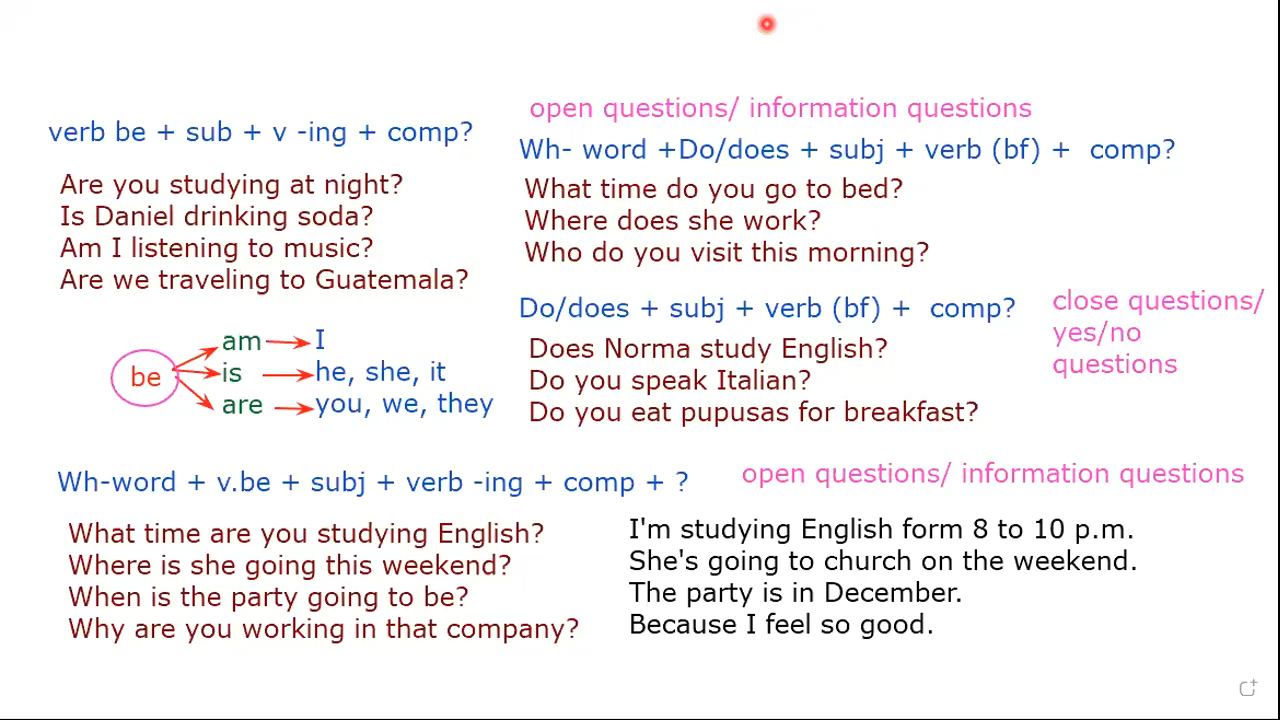 verb be + sub + v -ing + comp?
Are you studying at night?
Is Daniel drinking soda?
Am I listening to music?
Are we traveling to Guatemala?
be
am
I
is
he, she, it
are
you, we, they
open questions/ information questions
Wh- word +Do/does + subj + verb (bf) + comp?
What time do you go to bed?
Where does she work?
Who do you visit this morning?
Do/does + subj + verb (bf) + comp?
close questions/
yes/no
questions
Does Norma study English?
Do you speak Italian?
Do you eat pupusas for breakfast?
Wh-word + v.be + subj + verb -ing + comp + ?
open questions/ information questions
What time are you studying English?
Where is she going this weekend?
When is the party going to be?
Why are you working in that company?
I'm studying English form 8 to 10 p.m.
She's going to church on the weekend.
The party is in December.
Because I feel so good.